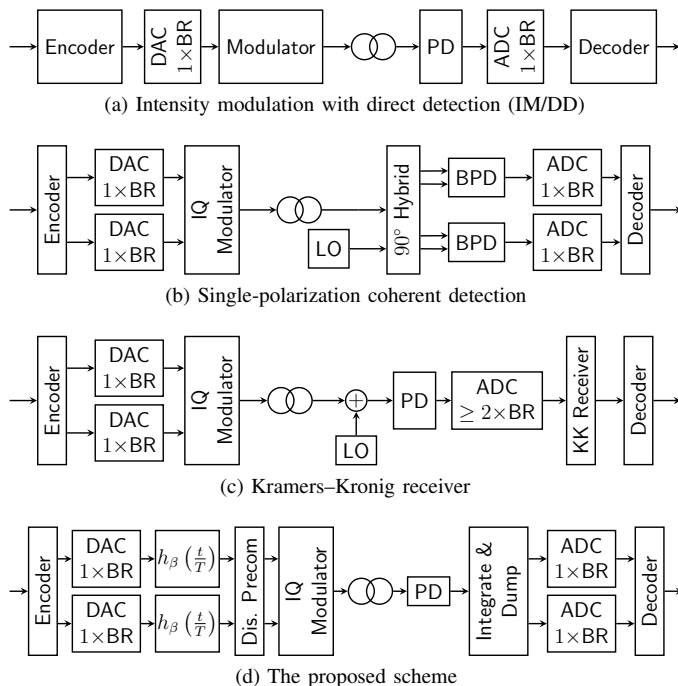 Encoder
DAC
1×BR
Modulator
PD
ADC
1×BR
Decoder
(a) Intensity modulation with direct detection (IM/DD)
Encoder
DAC
1×BR
DAC
1×BR
IQ
Modulator
LO
90° Hybrid
BPD
BPD
ADC
1×BR
ADC
1×BR
Decoder
(b) Single-polarization coherent detection
Encoder
DAC
1×BR
DAC
1×BR
IQ
Modulator
+
LO
PD
ADC
≥ 2×BR
KK Receiver
Decoder
(c) Kramers–Kronig receiver
Encoder
DAC
1×BR
DAC
1×BR
h_β (t/T)
h_β (t/T)
Dis. Precom
IQ
Modulator
PD
Integrate &
Dump
ADC
1×BR
ADC
1×BR
Decoder
(d) The proposed scheme